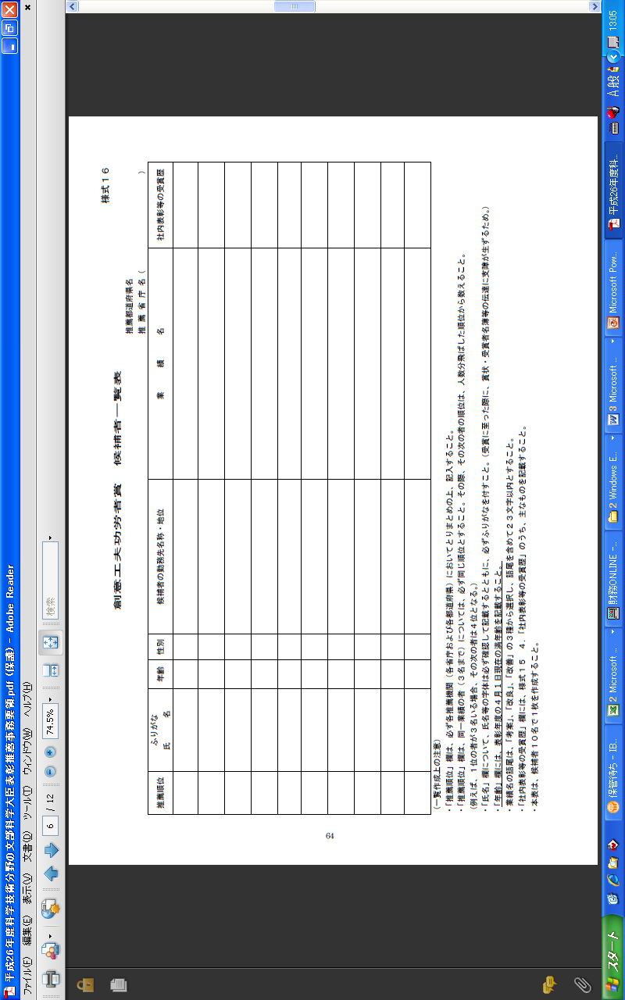 平成26年度科学技術分野の文部科学大臣表彰推薦事務要領.pdf (保護) - Adobe Reader
ファイル(F) 編集(E) 表示(V) 文書(D) ツール(T) ウィンドウ(W) ヘルプ(H)
6 / 12 74.5% 検索
様式16
創意工夫功労者賞 候補者一覧表
推薦都道府県名
推薦省庁名( )
推薦順位 ふりがな 氏名 年齢 性別 候補者の勤務先名称・地位 業績名 社内表彰等の受賞歴
(一覧作成上の注意)
・「推薦順位」欄は、必ず各推薦機関(各省庁および各都道府県)においてとりまとめの上、記入すること。
・「推薦順位」欄は、同一業績の者(3名まで)については、必ず同じ順位とすること。その際、その次の者の順位は、人数分飛ばした順位から数えること。
(例えば、1位の者が3名いる場合、その次の者は4位となる。)
・「氏名」欄について、氏名等の字体は必ず確認して記載するとともに、必ずふりがなを付すこと。(受賞に至った際に、賞状・受賞者名簿等の伝達に支障が生ずるため。)
・「年齢」欄には、表彰年度の4月1日現在の満年齢を記載すること。
・業績名の語尾は、「考案」、「改良」、「改善」の3種から選択し、語尾を含めて23文字以内とすること。
・「社内表彰等の受賞歴」欄には、様式15 4.「社内表彰等の受賞歴」のうち、主なものを記載すること。
・本表は、候補者10名で1枚を作成すること。
64
スタート 保管待ち - IB... 2 Microsoft ... 財務ONLINE -... 2 Windows E... 3 Microsoft ... Microsoft Pow... 平成26年度科... A 般 13:05